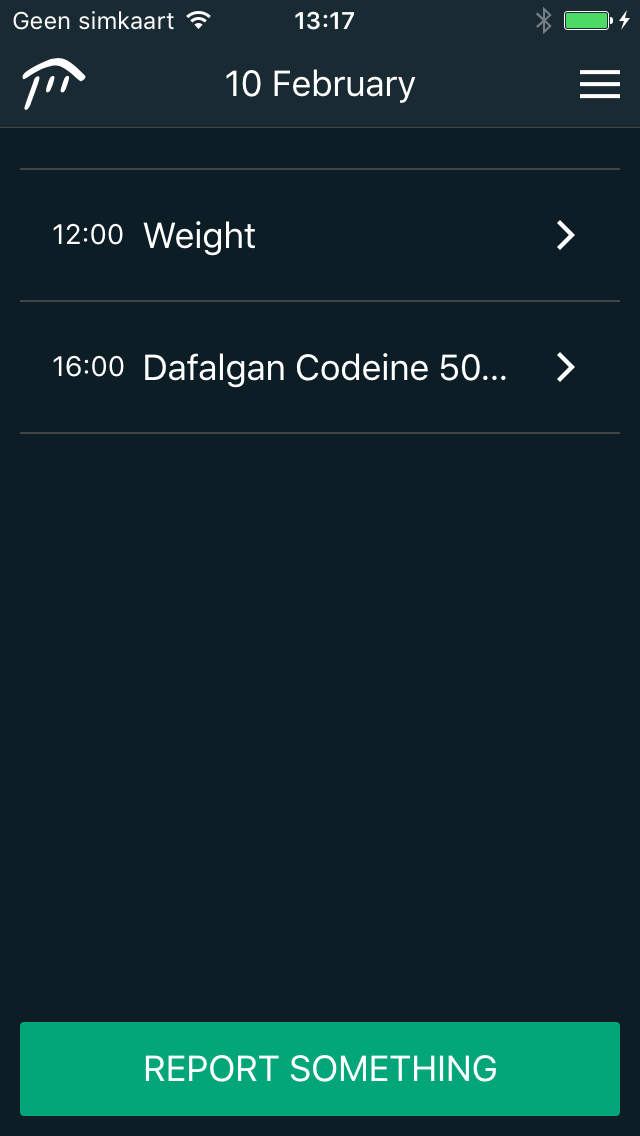 Geen simkaart 13:17
10 February
12:00 Weight
16:00 Dafalgan Codeine 50...
REPORT SOMETHING